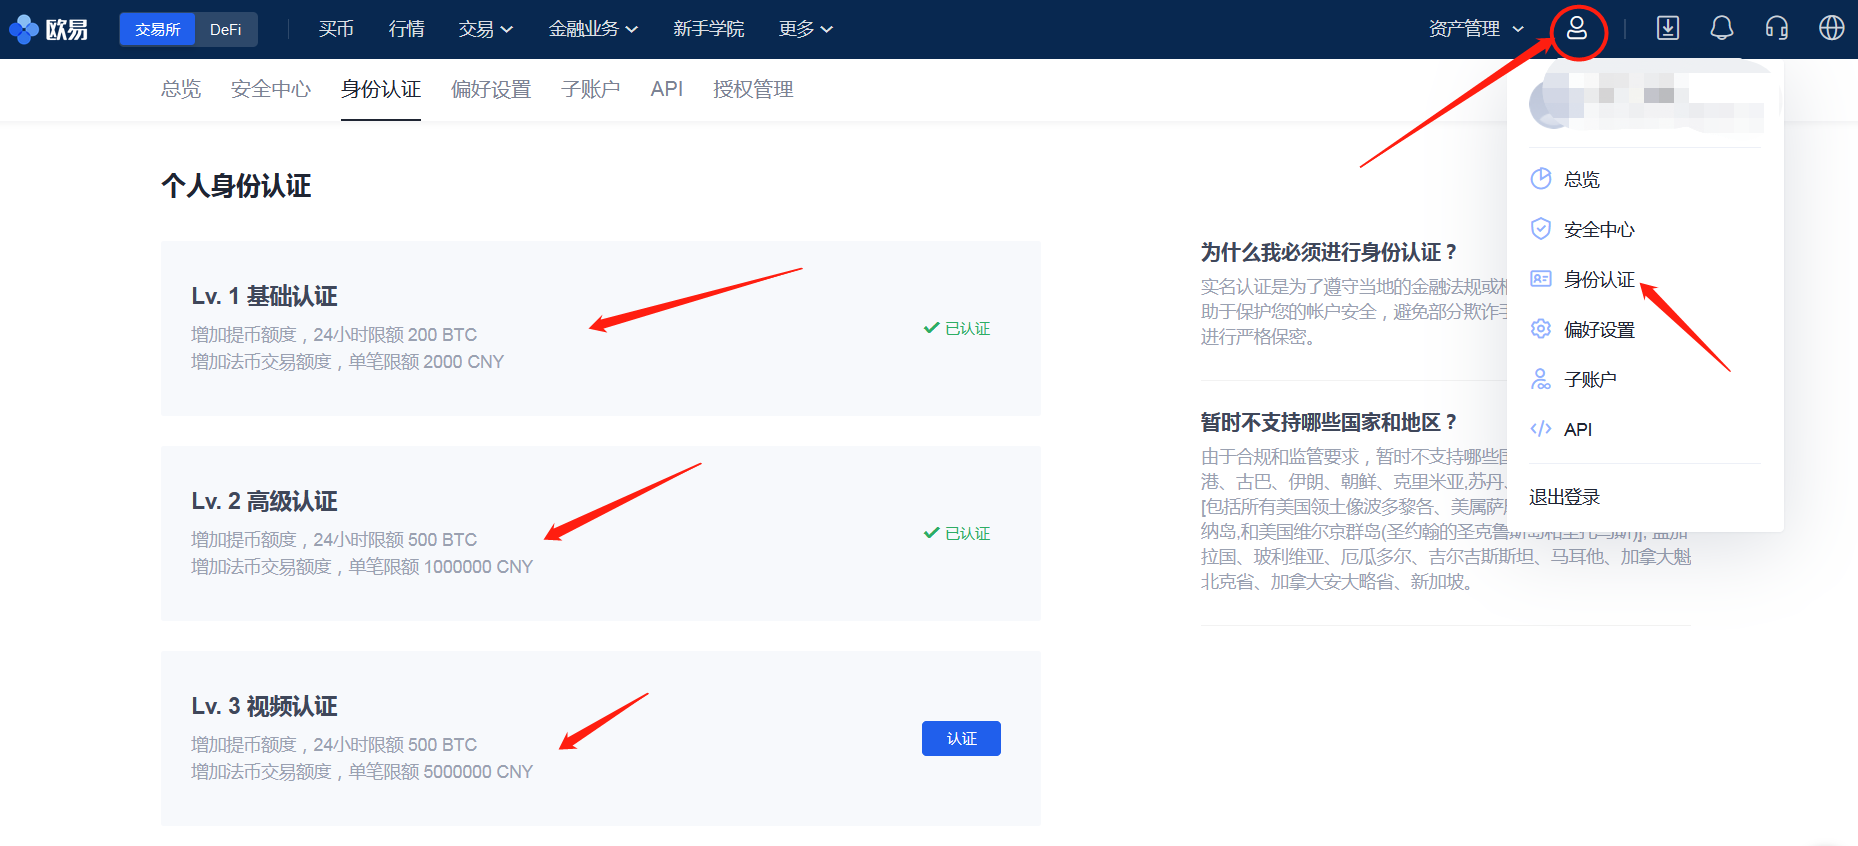 欧易
交易所 DeFi 买币 行情 交易 金融业务 新手学院 更多 资产管理
总览 安全中心 身份认证 偏好设置 子账户 API 授权管理
个人身份认证
Lv. 1 基础认证
增加提币额度，24小时限额 200 BTC
增加法币交易额度，单笔限额 2000 CNY
已认证
Lv. 2 高级认证
增加提币额度，24小时限额 500 BTC
增加法币交易额度，单笔限额 1000000 CNY
已认证
Lv. 3 视频认证
增加提币额度，24小时限额 500 BTC
增加法币交易额度，单笔限额 5000000 CNY
认证
为什么我必须进行身份认证？
实名认证是为了遵守当地的金融法规或相
助于保护您的帐户安全，避免部分欺诈手
进行严格保密。
暂时不支持哪些国家和地区？
由于合规和监管要求，暂时不支持哪些国
港、古巴、伊朗、朝鲜、克里米亚,苏丹、
[包括所有美国领土像波多黎各、美属萨摩
纳岛,和美国维尔京群岛(圣约翰的圣克鲁斯岛和圣托马斯)], 孟加
拉国、玻利维亚、厄瓜多尔、吉尔吉斯斯坦、马耳他、加拿大魁
北克省、加拿大安大略省、新加坡。
总览
安全中心
身份认证
偏好设置
子账户
API
退出登录